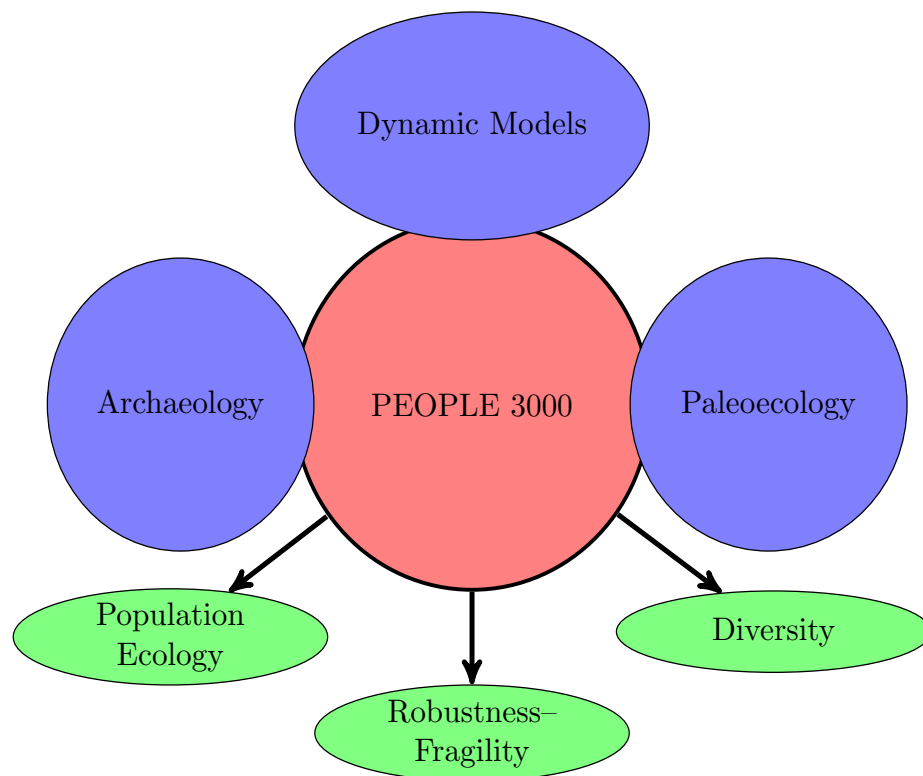 Dynamic Models
Archaeology
PEOPLE 3000
Paleoecology
Population
Ecology
Diversity
Robustness–
Fragility